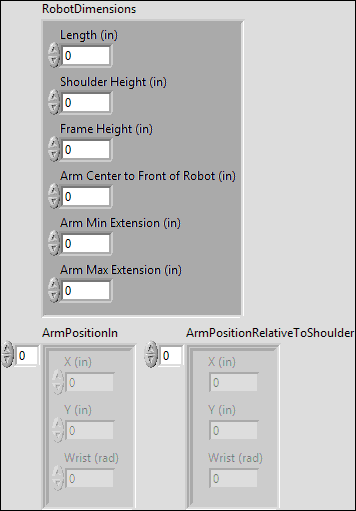 RobotDimensions
Length (in)
0
Shoulder Height (in)
0
Frame Height (in)
0
Arm Center to Front of Robot (in)
0
Arm Min Extension (in)
0
Arm Max Extension (in)
0
ArmPositionIn
0
X (in)
0
Y (in)
0
Wrist (rad)
0
ArmPositionRelativeToShoulder
0
X (in)
0
Y (in)
0
Wrist (rad)
0